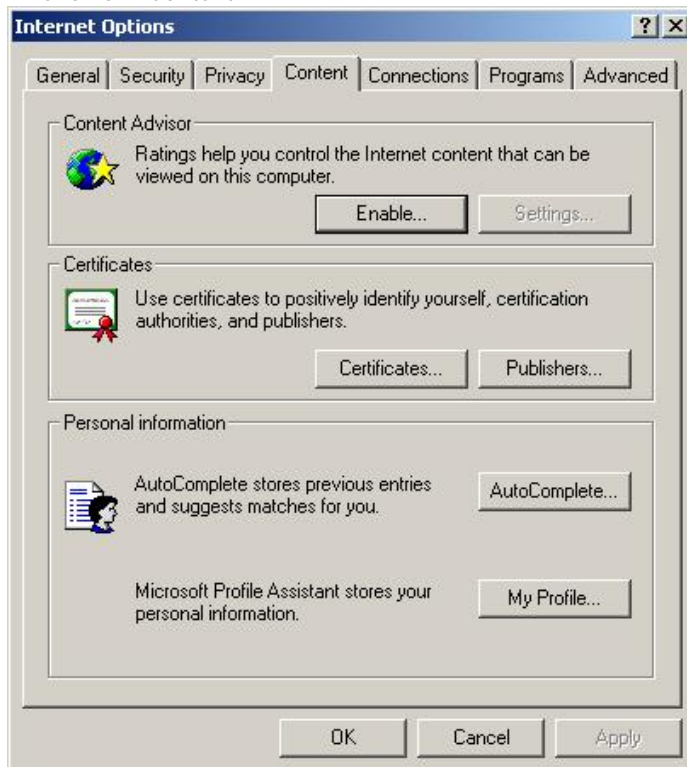 Internet Options
General Security Privacy Content Connections Programs Advanced
Content Advisor
Ratings help you control the Internet content that can be
viewed on this computer.
Enable... Settings...
Certificates
Use certificates to positively identify yourself, certification
authorities, and publishers.
Certificates... Publishers...
Personal information
AutoComplete stores previous entries
and suggests matches for you.
AutoComplete...
Microsoft Profile Assistant stores your
personal information.
My Profile...
OK Cancel Apply